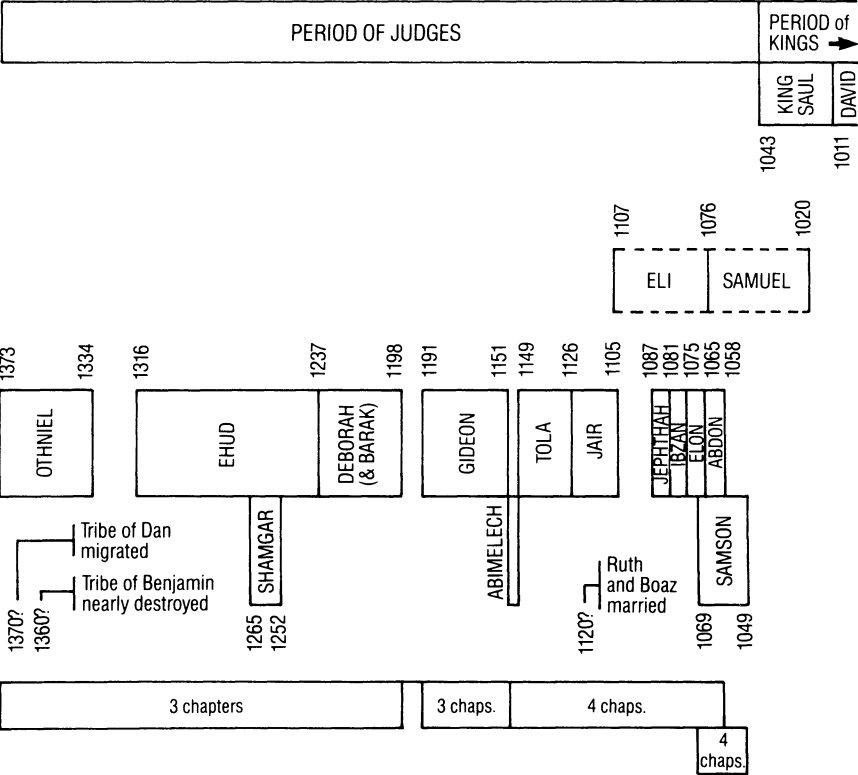 PERIOD OF JUDGES
PERIOD of
KINGS
KING
SAUL
DAVID
1043
1011
1107
1076
1020
ELI
SAMUEL
1373
1334
1316
1237
1198
1191
1151
1149
1126
1105
1087
1081
1075
1065
1058
OTHNIEL
EHUD
DEBORAH
(& BARAK)
GIDEON
TOLA
JAIR
JEPHTHAH
IBZAN
ELON
ABDON
SHAMGAR
ABIMELECH
SAMSON
Tribe of Dan
migrated
Tribe of Benjamin
nearly destroyed
Ruth
and Boaz
married
1370?
1360?
1265
1252
1120?
1069
1049
3 chapters
3 chaps.
4 chaps.
4
chaps.